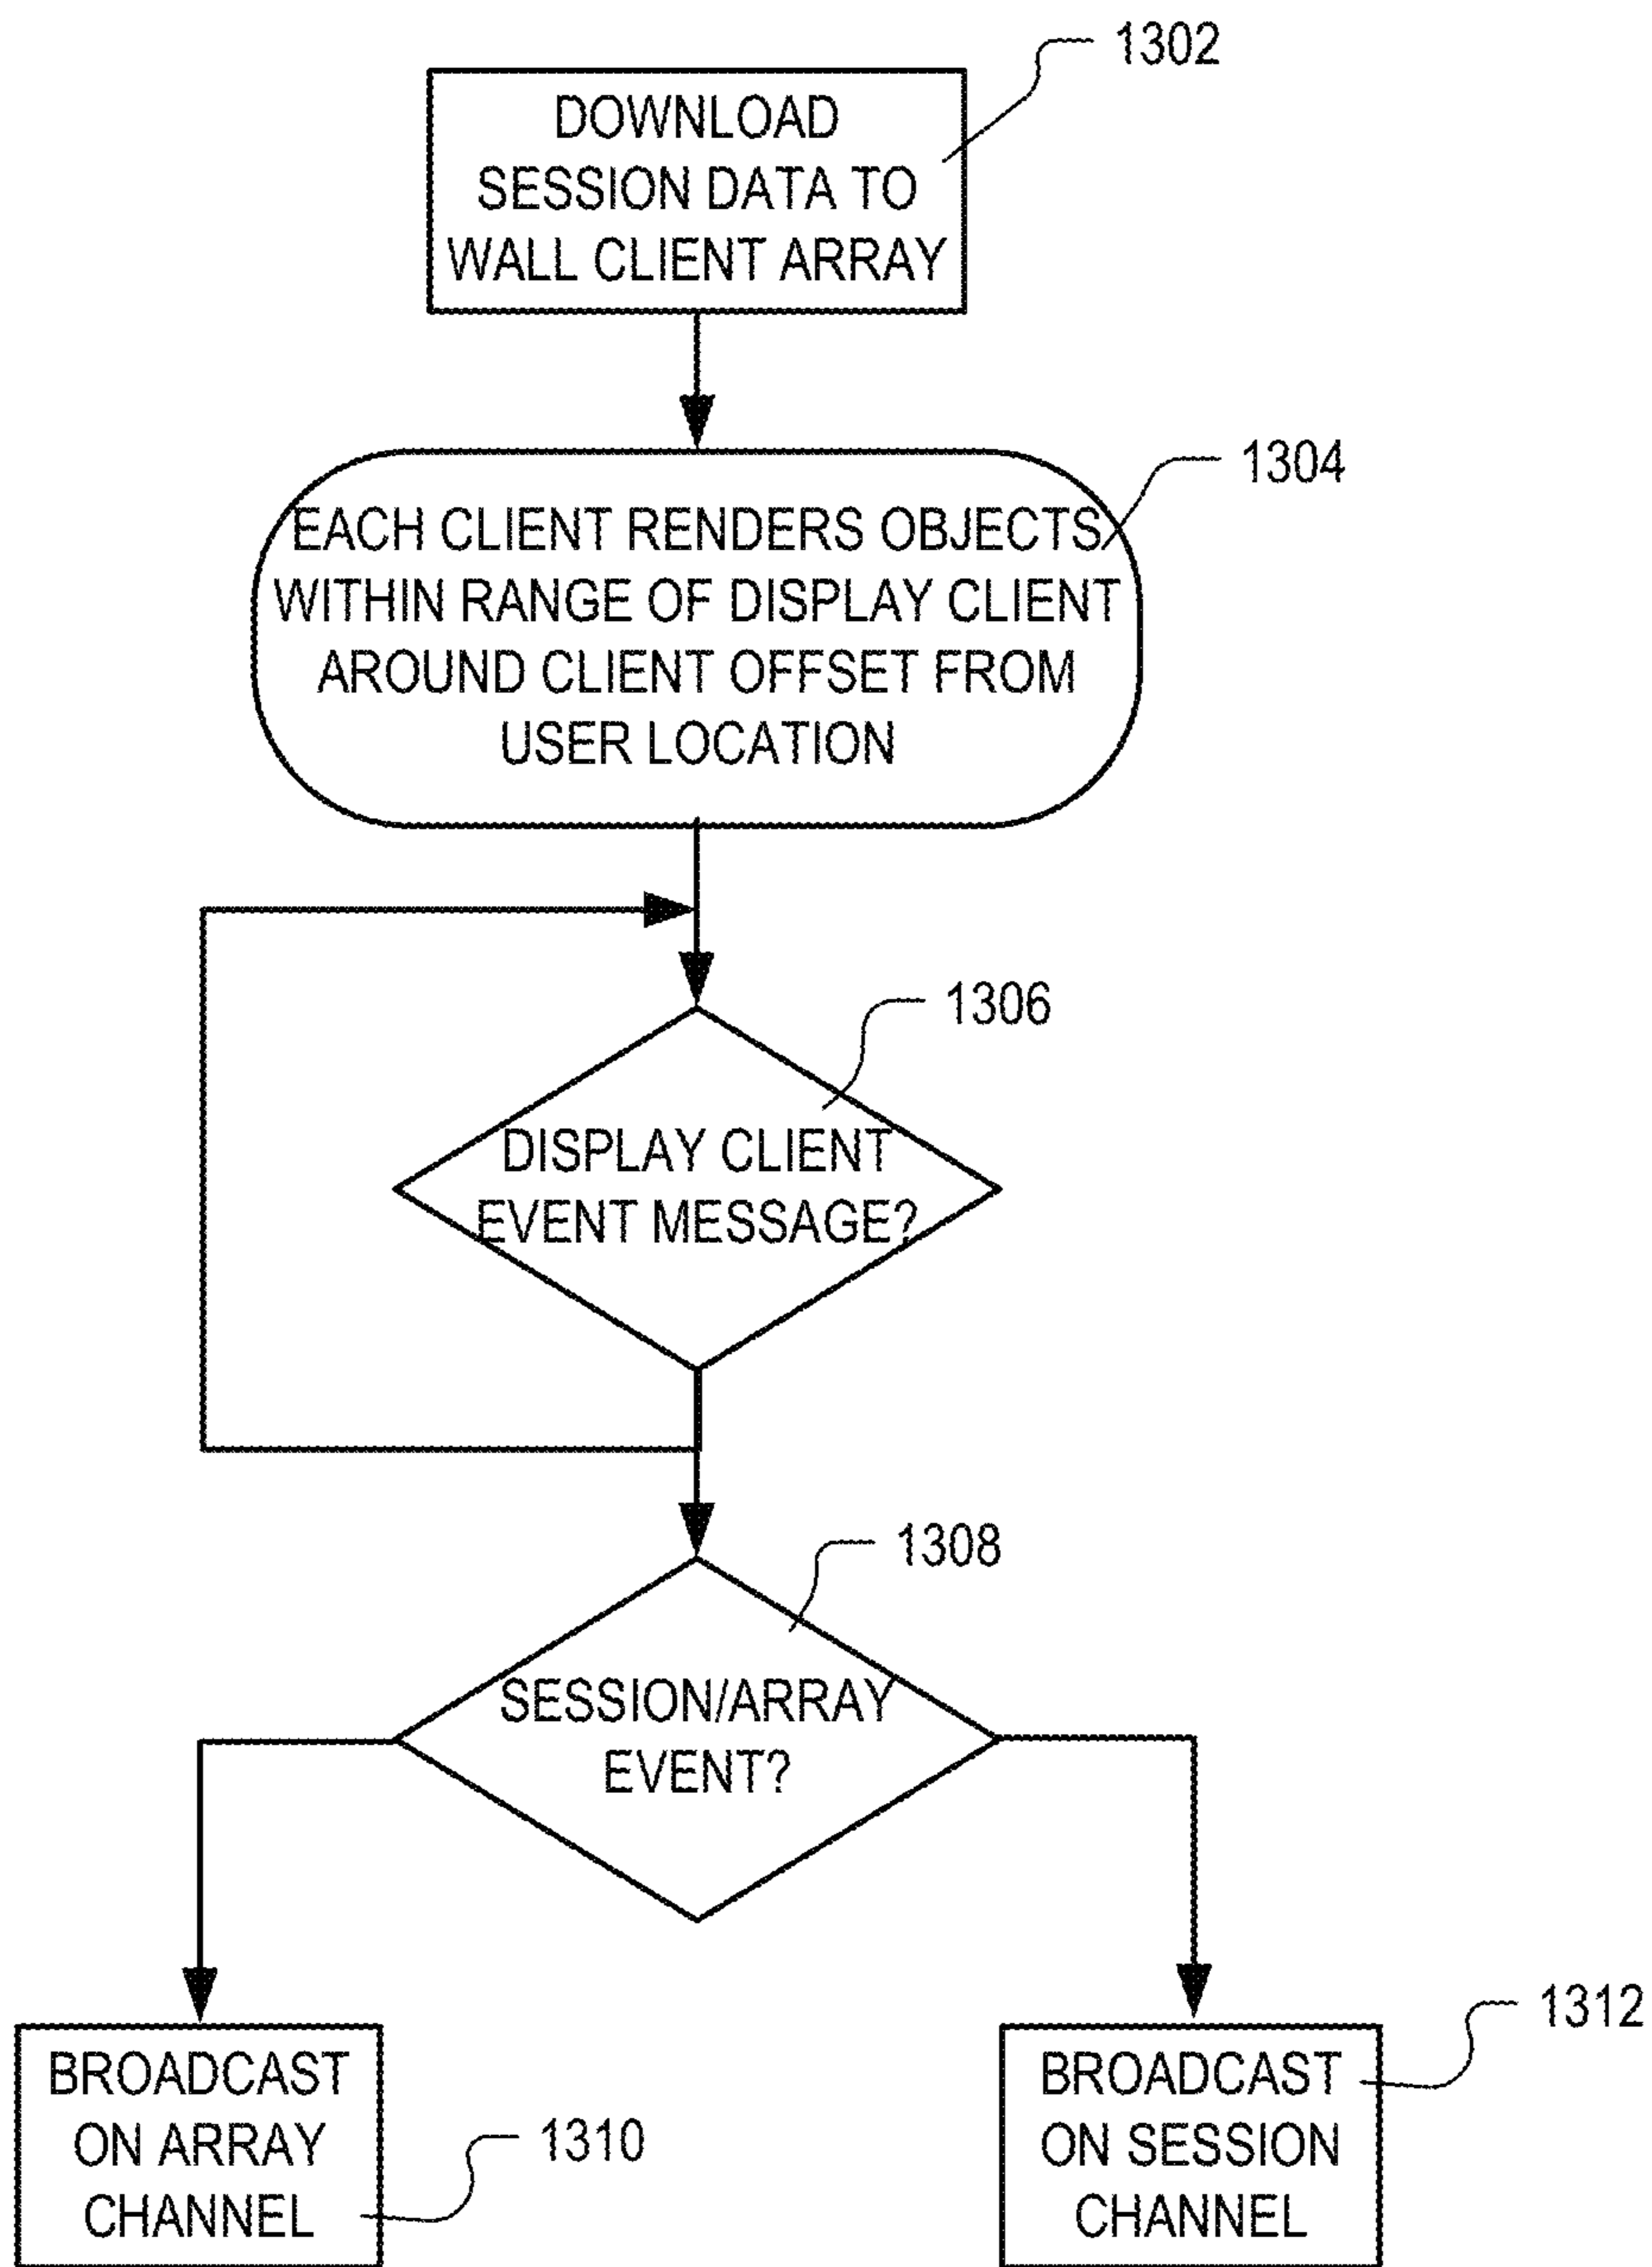 1302
DOWNLOAD
SESSION DATA TO
WALL CLIENT ARRAY
1304
EACH CLIENT RENDERS OBJECTS
WITHIN RANGE OF DISPLAY CLIENT
AROUND CLIENT OFFSET FROM
USER LOCATION
1306
DISPLAY CLIENT
EVENT MESSAGE?
1308
SESSION/ARRAY
EVENT?
BROADCAST
ON ARRAY
CHANNEL
1310
1312
BROADCAST
ON SESSION
CHANNEL